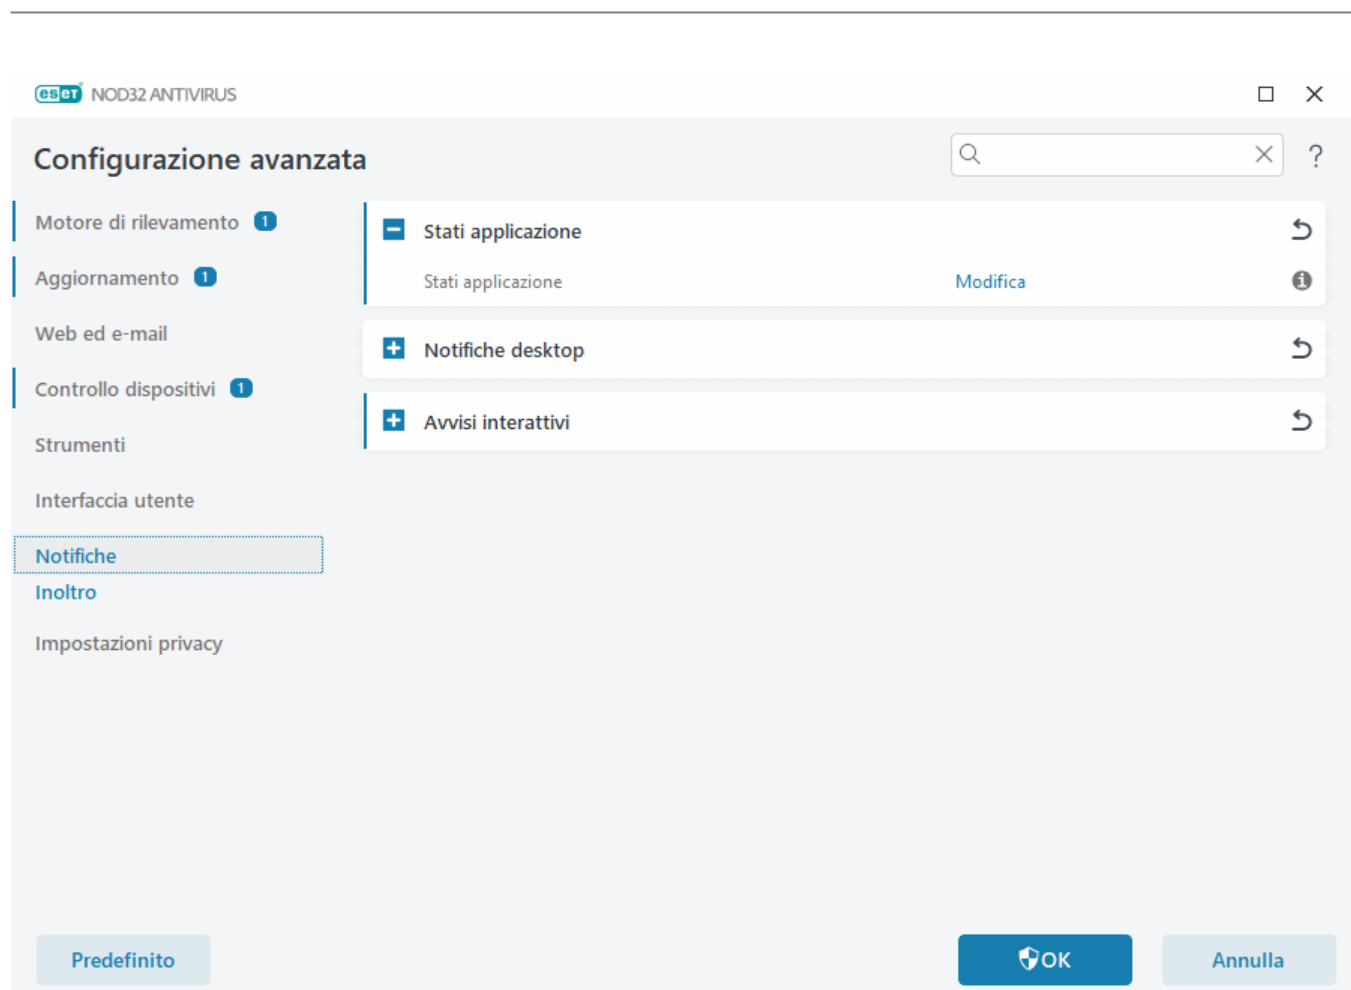 eseT NOD32 ANTIVIRUS
Configurazione avanzata
?
Motore di rilevamento 1
Aggiornamento 1
Web ed e-mail
Controllo dispositivi 1
Strumenti
Interfaccia utente
Notifiche
Inoltro
Impostazioni privacy
Stati applicazione
Stati applicazione Modifica
Notifiche desktop
Avvisi interattivi
Predefinito
OK
Annulla